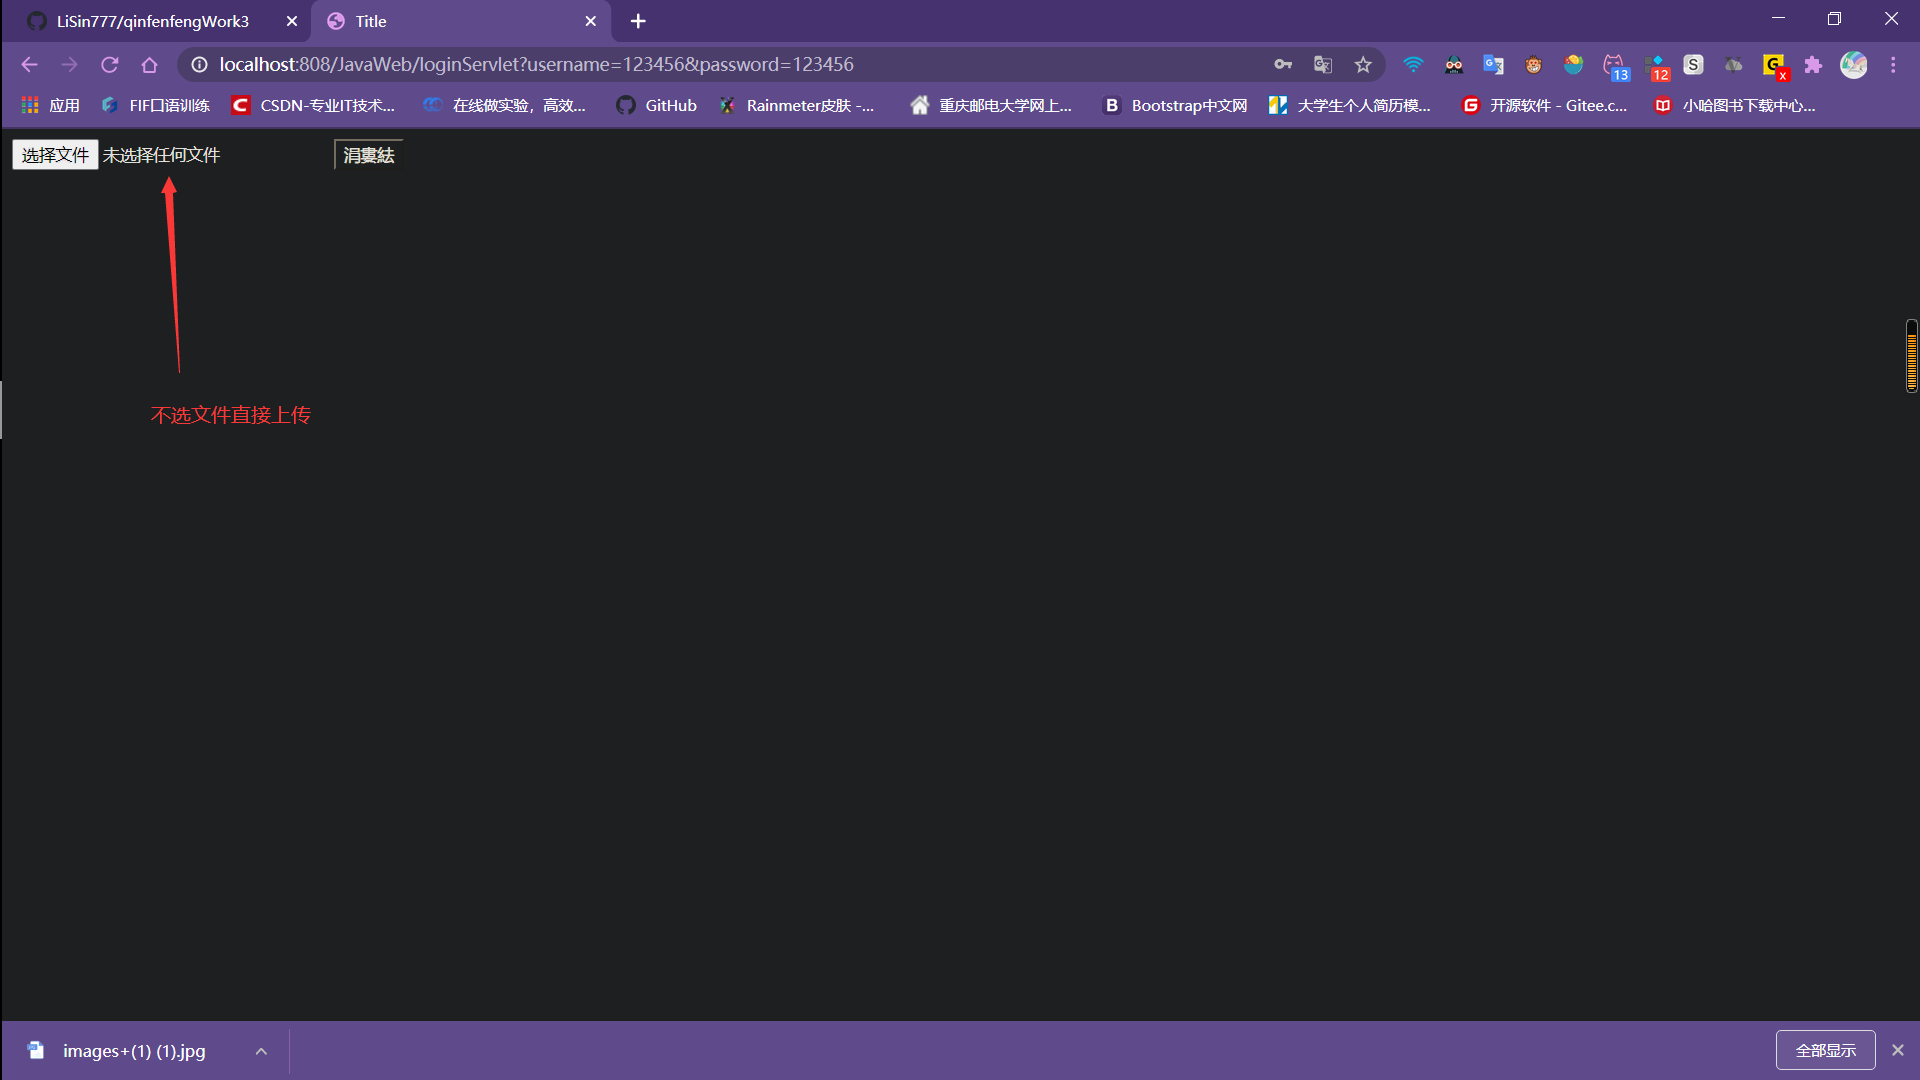 LiSin777/qinfenfengWork3
Title
localhost:808/JavaWeb/loginServlet?username=123456&password=123456
13
12
S
G
x
应用
FIF口语训练
CSDN-专业IT技术...
在线做实验，高效...
GitHub
Rainmeter皮肤 -...
重庆邮电大学网上...
B
Bootstrap中文网
大学生个人简历模...
开源软件 - Gitee.c...
小哈图书下载中心...
选择文件 未选择任何文件
涓婁紶
不选文件直接上传
images+(1) (1).jpg
全部显示